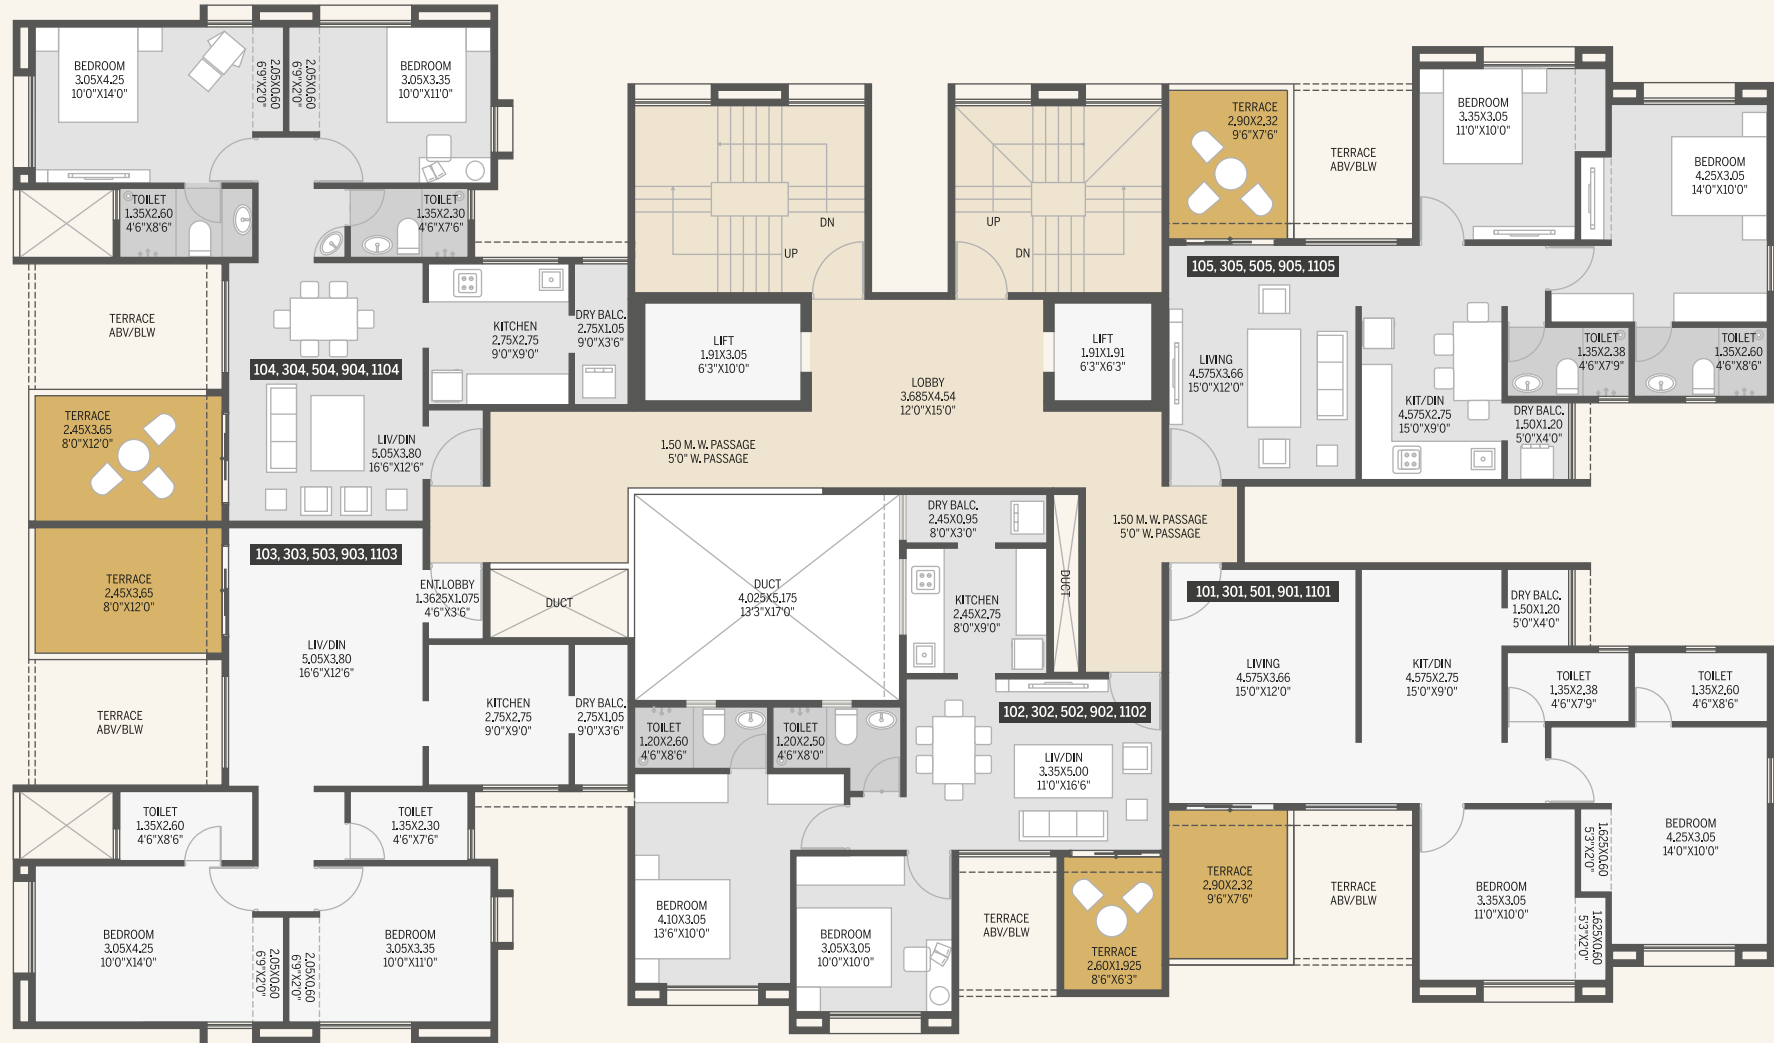 BEDROOM
3.05X4.25
10'0"X14'0"
2.05X0.60
6'9"X2'0"
2.05X0.60
6'9"X2'0"
BEDROOM
3.05X3.35
10'0"X11'0"
TOILET
1.35X2.60
4'6"X8'6"
TOILET
1.35X2.30
4'6"X7'6"
TERRACE
ABV/BLW
KITCHEN
2.75X2.75
9'0"X9'0"
DRY BALC.
2.75X1.05
9'0"X3'6"
104, 304, 504, 904, 1104
TERRACE
2.45X3.65
8'0"X12'0"
LIV/DIN
5.05X3.80
16'6"X12'6"
DN
UP
UP
DN
LIFT
1.91X3.05
6'3"X10'0"
LIFT
1.91X1.91
6'3"X6'3"
LOBBY
3.685X4.54
12'0"X15'0"
1.50 M. W. PASSAGE
5'0" W. PASSAGE
TERRACE
2.90X2.32
9'6"X7'6"
TERRACE
ABV/BLW
BEDROOM
3.35X3.05
11'0"X10'0"
BEDROOM
4.25X3.05
14'0"X10'0"
105, 305, 505, 905, 1105
LIVING
4.575X3.66
15'0"X12'0"
KIT/DIN
4.575X2.75
15'0"X9'0"
TOILET
1.35X2.38
4'6"X7'9"
TOILET
1.35X2.60
4'6"X8'6"
DRY BALC.
1.50X1.20
5'0"X4'0"
103, 303, 503, 903, 1103
TERRACE
2.45X3.65
8'0"X12'0"
ENT.LOBBY
1.3625X1.075
4'6"X3'6"
DUCT
LIV/DIN
5.05X3.80
16'6"X12'6"
TERRACE
ABV/BLW
KITCHEN
2.75X2.75
9'0"X9'0"
DRY BALC.
2.75X1.05
9'0"X3'6"
TOILET
1.35X2.60
4'6"X8'6"
TOILET
1.35X2.30
4'6"X7'6"
BEDROOM
3.05X4.25
10'0"X14'0"
2.05X0.60
6'9"X2'0"
2.05X0.60
6'9"X2'0"
BEDROOM
3.05X3.35
10'0"X11'0"
DUCT
4.025X5.175
13'3"X17'0"
DRY BALC.
2.45X0.95
8'0"X3'0"
DUCT
KITCHEN
2.45X2.75
8'0"X9'0"
1.50 M. W. PASSAGE
5'0" W. PASSAGE
102, 302, 502, 902, 1102
TOILET
1.20X2.60
4'6"X8'6"
TOILET
1.20X2.50
4'6"X8'0"
LIV/DIN
3.35X5.00
11'0"X16'6"
BEDROOM
4.10X3.05
13'6"X10'0"
BEDROOM
3.05X3.05
10'0"X10'0"
TERRACE
ABV/BLW
TERRACE
2.60X1.925
8'6"X6'3"
101, 301, 501, 901, 1101
DRY BALC.
1.50X1.20
5'0"X4'0"
LIVING
4.575X3.66
15'0"X12'0"
KIT/DIN
4.575X2.75
15'0"X9'0"
TOILET
1.35X2.38
4'6"X7'9"
TOILET
1.35X2.60
4'6"X8'6"
TERRACE
2.90X2.32
9'6"X7'6"
TERRACE
ABV/BLW
BEDROOM
3.35X3.05
11'0"X10'0"
1.625X0.60
5'3"X2'0"
1.625X0.60
5'3"X2'0"
BEDROOM
4.25X3.05
14'0"X10'0"